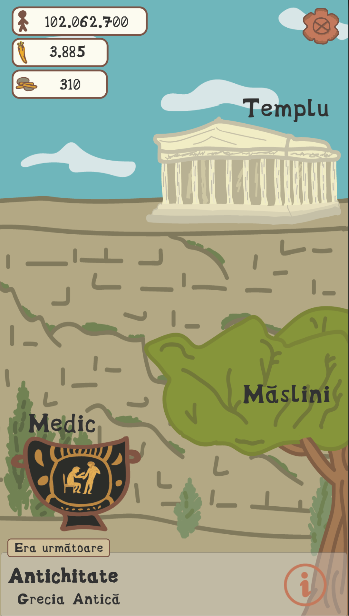 102.062.700
3.885
310
Templu
Măslini
Medic
Era următoare
Antichitate
Grecia Antică